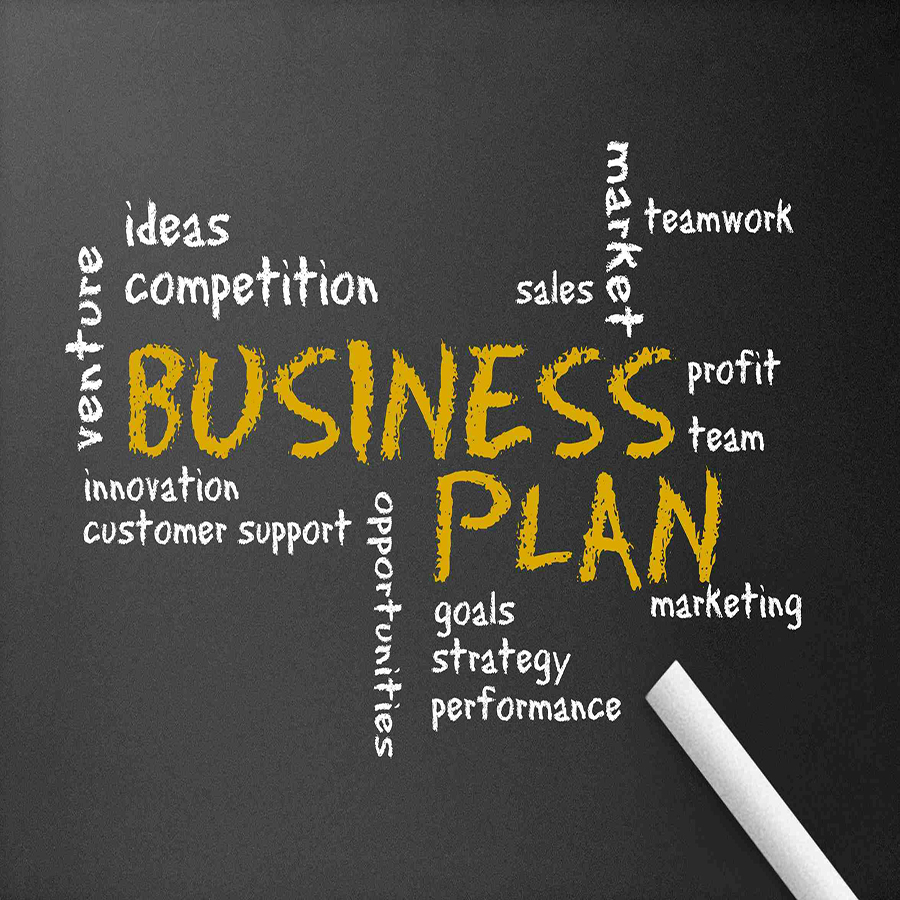 market
teamwork
ideas
venture
competition
sales
BUSINESS
profit
team
innovation
PLAN
customer support
opportunities
goals
marketing
strategy
performance